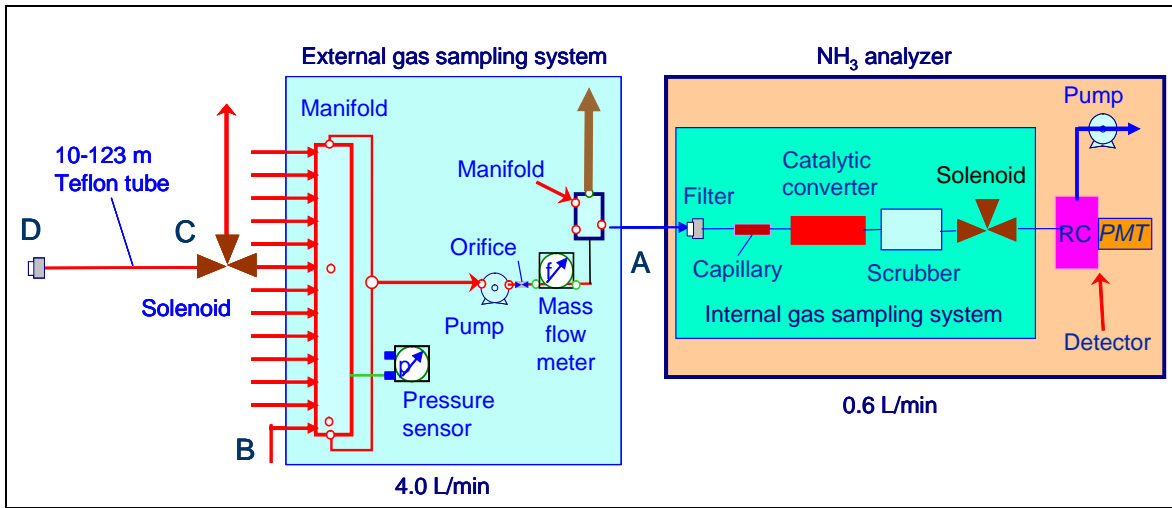 External gas sampling system
NH₃ analyzer
Manifold
Pump
10-123 m
Teflon tube
Manifold
Catalytic
converter
Solenoid
Filter
D
C
Orifice
A
RC
PMT
f
Capillary
Scrubber
Solenoid
Pump
Mass
flow
meter
Internal gas sampling system
Detector
p
Pressure
sensor
B
0.6 L/min
4.0 L/min